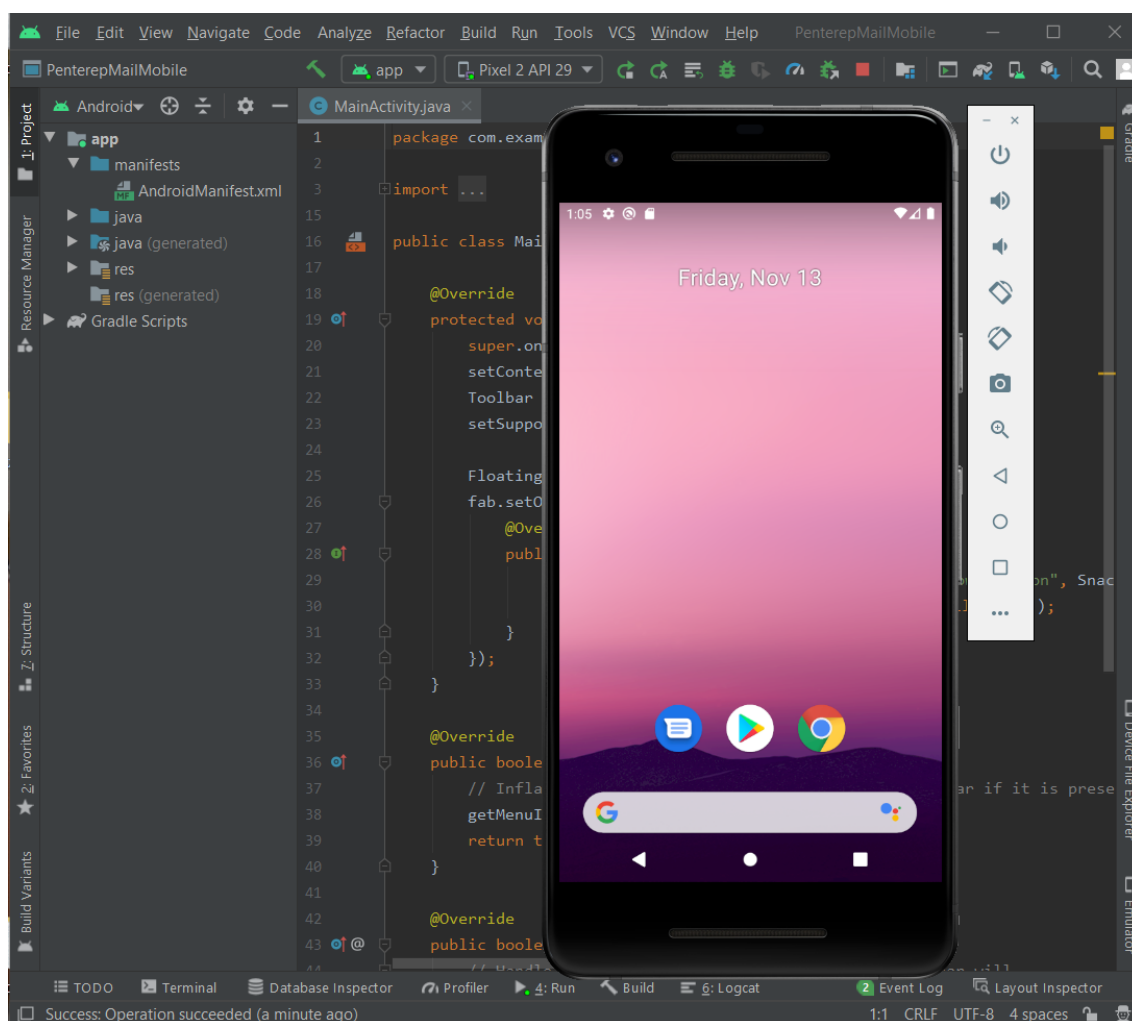 File Edit View Navigate Code Analyze Refactor Build Run Tools VCS Window Help PenterepMailMobile
PenterepMailMobile app Pixel 2 API 29
1: Project
Resource Manager
Z: Structure
2: Favorites
Build Variants
Android
app
manifests
AndroidManifest.xml
java
java (generated)
res
res (generated)
Gradle Scripts
MainActivity.java
1 package com.exam
2
3 import ...
15
16 public class Mai
17
18 @Override
19 protected vo
20 super.on
21 setConte
22 Toolbar
23 setSuppo
24
25 Floating
26 fab.setO
27 @Ove
28 publ
29 on", Snac
30 );
31 }
32 });
33 }
34
35 @Override
36 public boole
37 // Infla ar if it is prese
38 getMenuI
39 return t
40 }
41
42 @Override
43 public boole
44 // Handl on will
1:05
Friday, Nov 13
Gradle
Device File Explorer
Emulator
TODO Terminal Database Inspector Profiler 4: Run Build 6: Logcat 2 Event Log Layout Inspector
Success: Operation succeeded (a minute ago) 1:1 CRLF UTF-8 4 spaces